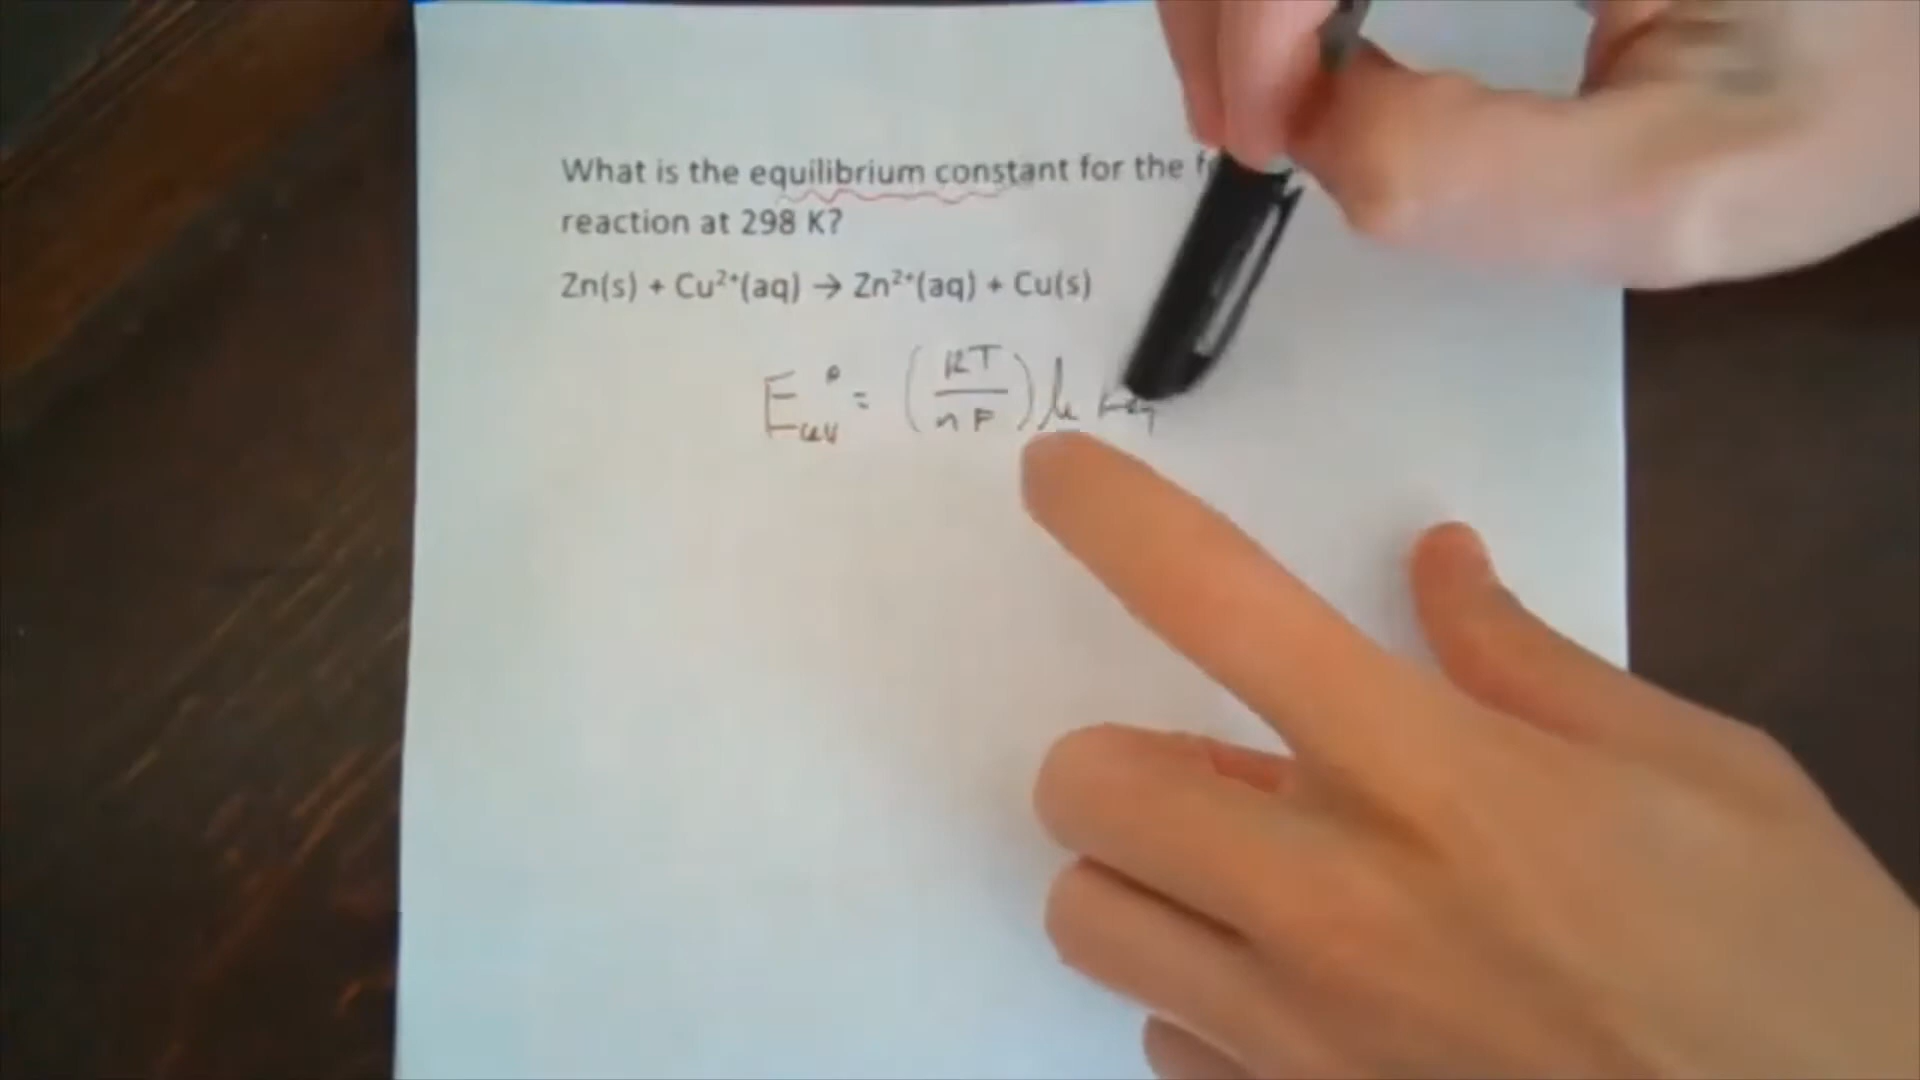 What is the equilibrium constant for the
reaction at 298 K?
Zn(s) + Cu²⁺(aq) → Zn²⁺(aq) + Cu(s)
E°cell = (RT/nF) ln Keq